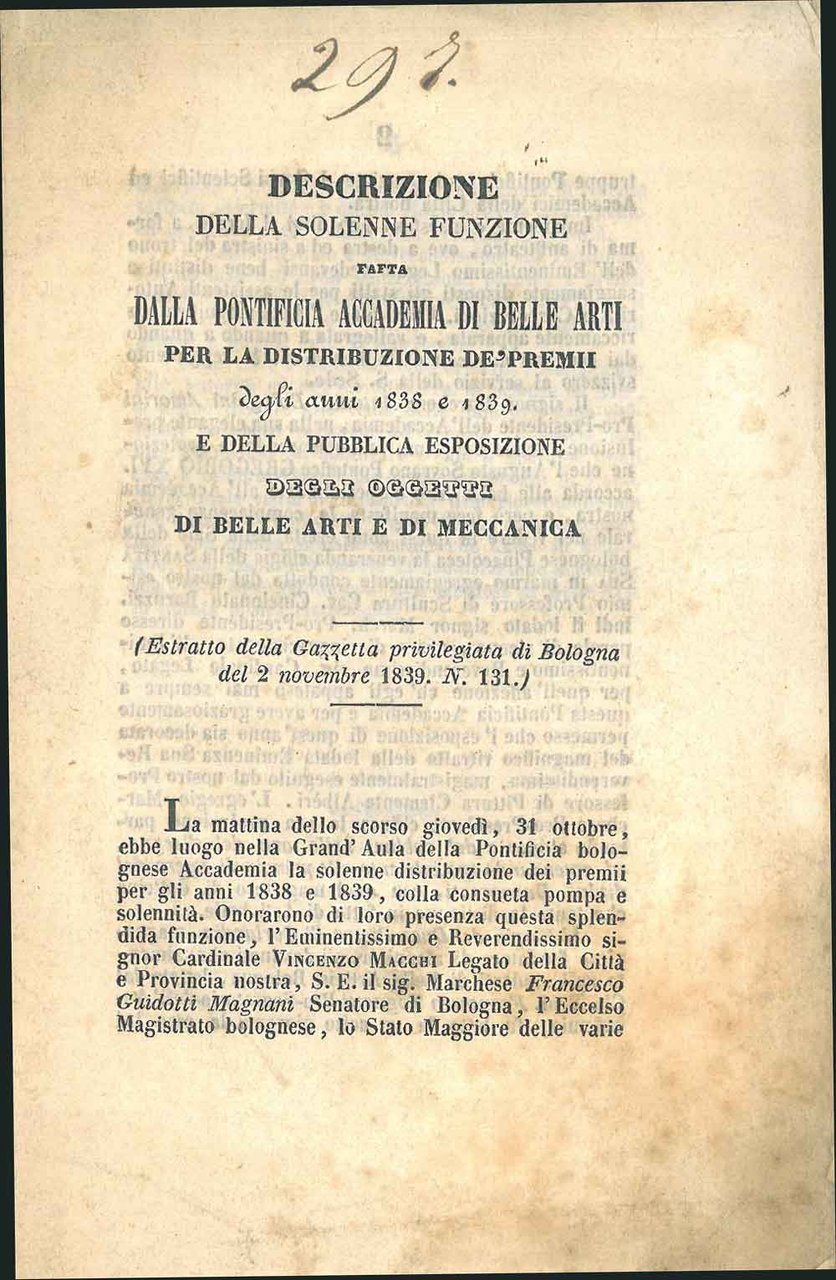 297.
DESCRIZIONE
DELLA SOLENNE FUNZIONE
FAFTA
DALLA PONTIFICIA ACCADEMIA DI BELLE ARTI
PER LA DISTRIBUZIONE DE' PREMII
degli anni 1838 e 1839.
E DELLA PUBBLICA ESPOSIZIONE
DEGLI OGGETTI
DI BELLE ARTI E DI MECCANICA
(Estratto della Gazzetta privilegiata di Bologna
del 2 novembre 1839. N. 131.)
La mattina dello scorso giovedì, 31 ottobre,
ebbe luogo nella Grand' Aula della Pontificia bolo-
gnese Accademia la solenne distribuzione dei premii
per gli anni 1838 e 1839, colla consueta pompa e
solennità. Onorarono di loro presenza questa splen-
dida funzione, l'Eminentissimo e Reverendissimo si-
gnor Cardinale VINCENZO MACCHI Legato della Città
e Provincia nostra, S. E. il sig. Marchese Francesco
Guidotti Magnani Senatore di Bologna, l'Eccelso
Magistrato bolognese, lo Stato Maggiore delle varie